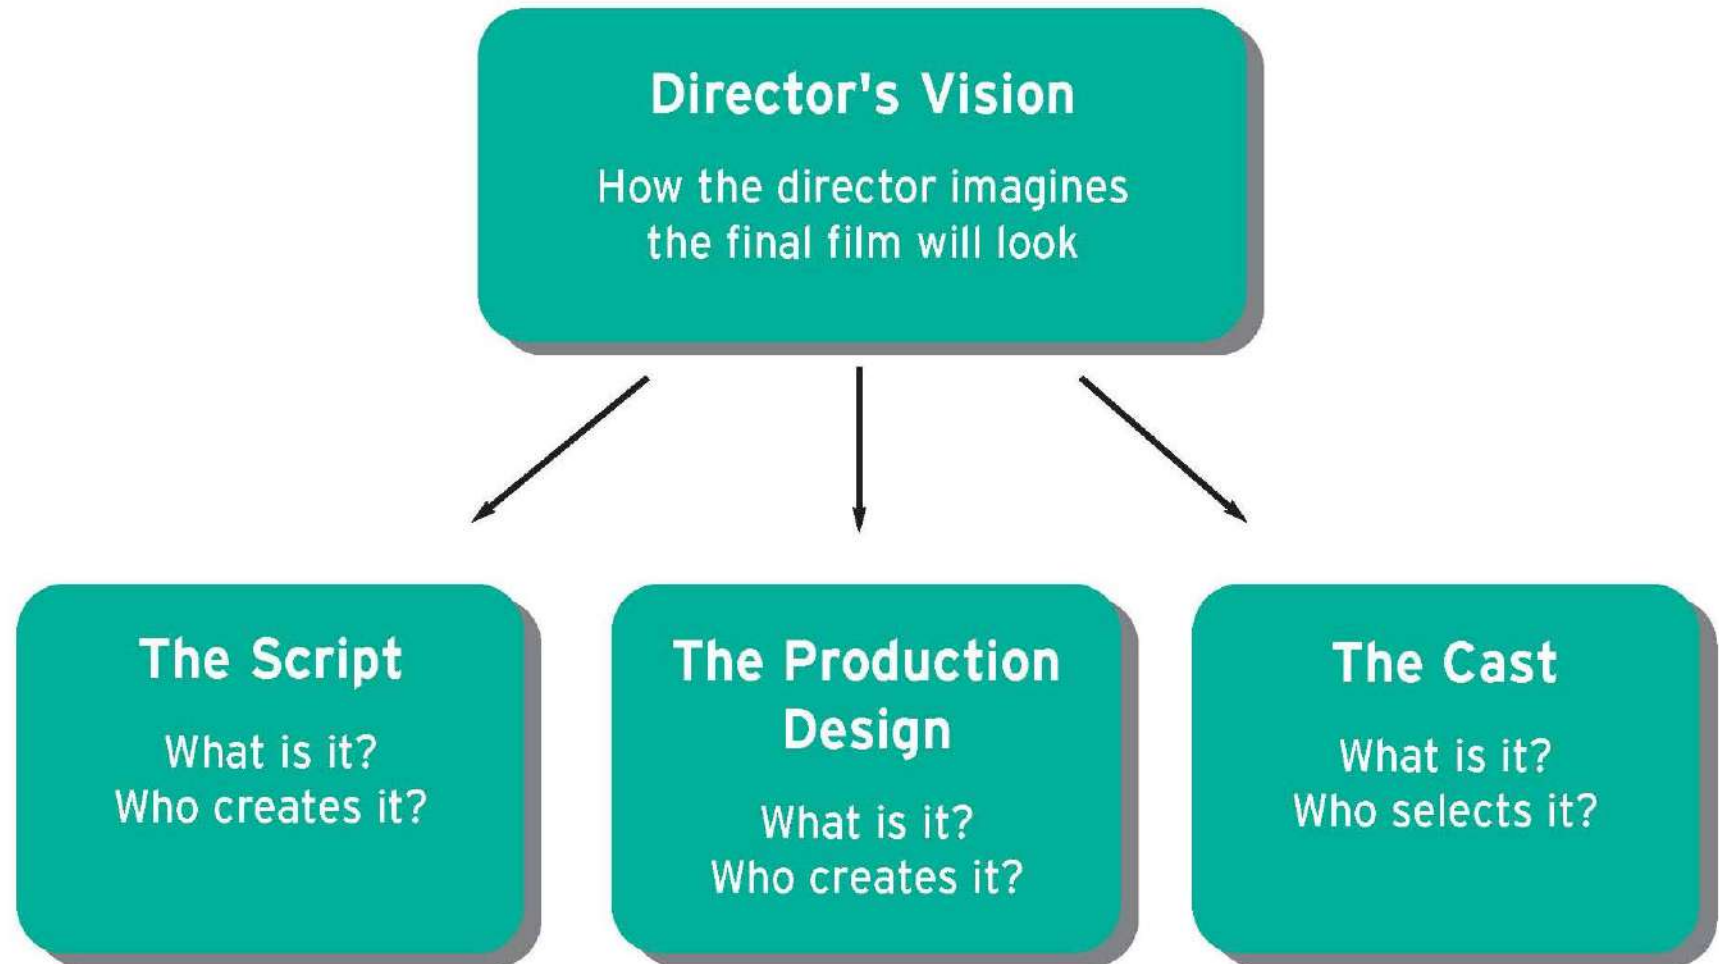 Director's Vision
How the director imagines
the final film will look
The Script
What is it?
Who creates it?
The Production
Design
What is it?
Who creates it?
The Cast
What is it?
Who selects it?